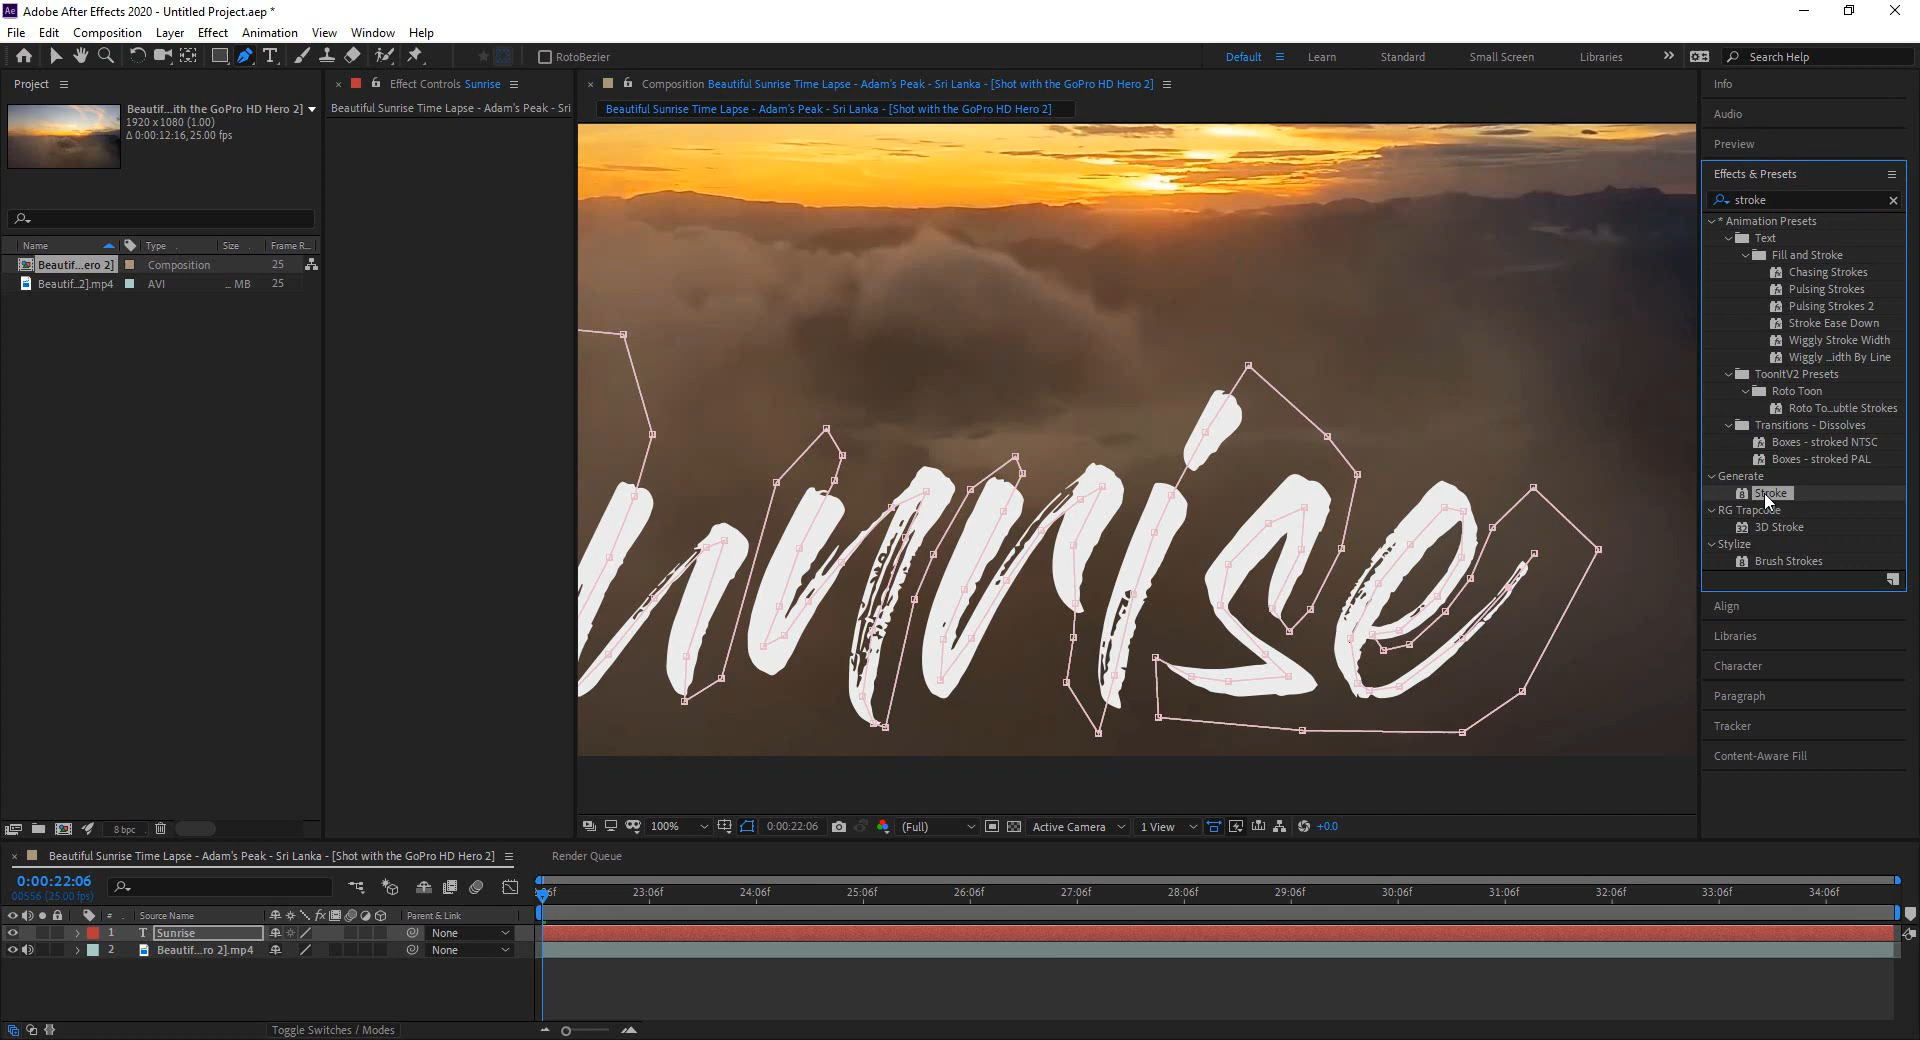 Adobe After Effects 2020 - Untitled Project.aep *
File Edit Composition Layer Effect Animation View Window Help
RotoBezier
Default Learn Standard Small Screen Libraries Search Help
Project
Beautif...ith the GoPro HD Hero 2]
1920 x 1080 (1.00)
Δ 0:00:12:16, 25.00 fps
Name Type Size Frame R...
Beautif...ero 2] Composition 25
Beautif...2].mp4 AVI ... MB 25
8 bpc
Effect Controls Sunrise
Beautiful Sunrise Time Lapse - Adam's Peak - Sri
Composition Beautiful Sunrise Time Lapse - Adam's Peak - Sri Lanka - [Shot with the GoPro HD Hero 2]
Beautiful Sunrise Time Lapse - Adam's Peak - Sri Lanka - [Shot with the GoPro HD Hero 2]
unrise
100% 0:00:22:06 (Full) Active Camera 1 View +0.0
Info
Audio
Preview
Effects & Presets
stroke
* Animation Presets
Text
Fill and Stroke
Chasing Strokes
Pulsing Strokes
Pulsing Strokes 2
Stroke Ease Down
Wiggly Stroke Width
Wiggly ...idth By Line
ToonItV2 Presets
Roto Toon
Roto To...ubtle Strokes
Transitions - Dissolves
Boxes - stroked NTSC
Boxes - stroked PAL
Generate
Stroke
RG Trapcode
3D Stroke
Stylize
Brush Strokes
Align
Libraries
Character
Paragraph
Tracker
Content-Aware Fill
Beautiful Sunrise Time Lapse - Adam's Peak - Sri Lanka - [Shot with the GoPro HD Hero 2]
Render Queue
0:00:22:06
00556 (25.00 fps)
23:06f 24:06f 25:06f 26:06f 27:06f 28:06f 29:06f 30:06f 31:06f 32:06f 33:06f 34:06f
# Source Name Parent & Link
1 T Sunrise None
2 Beautif...ro 2].mp4 None
Toggle Switches / Modes